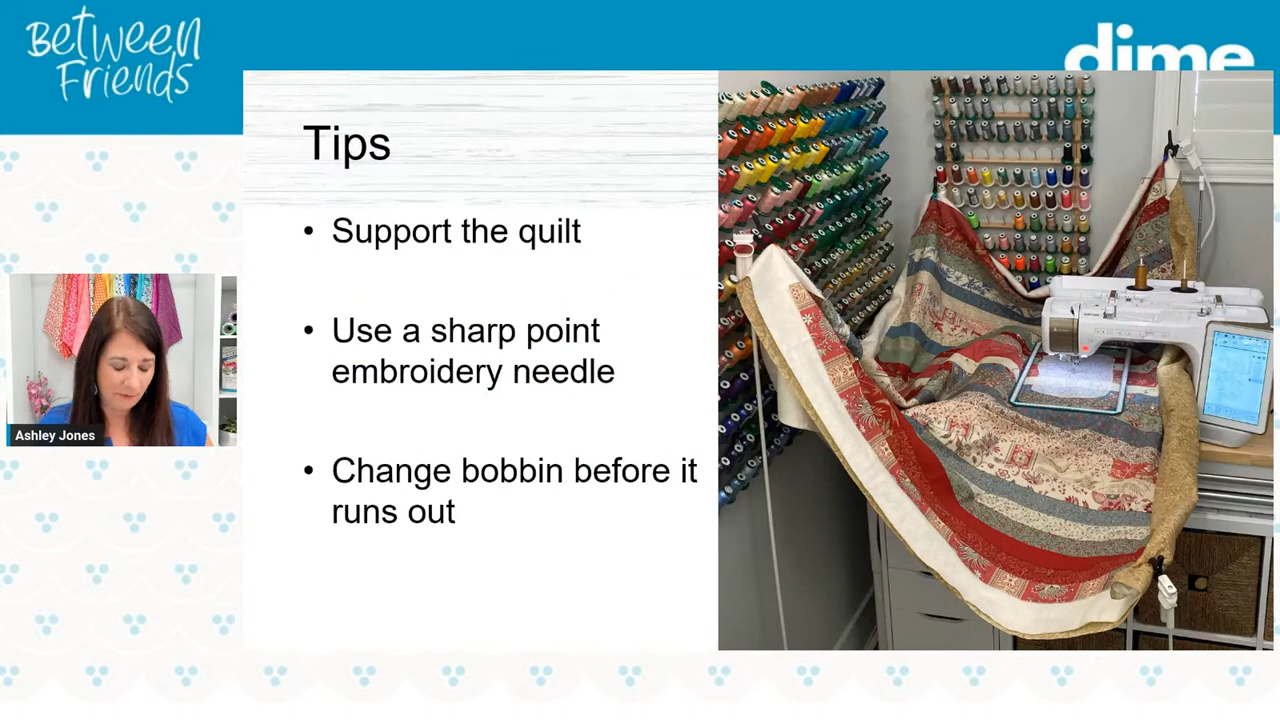 Between
Friends
dime
Tips
• Support the quilt
• Use a sharp point
embroidery needle
• Change bobbin before it
runs out
Ashley Jones